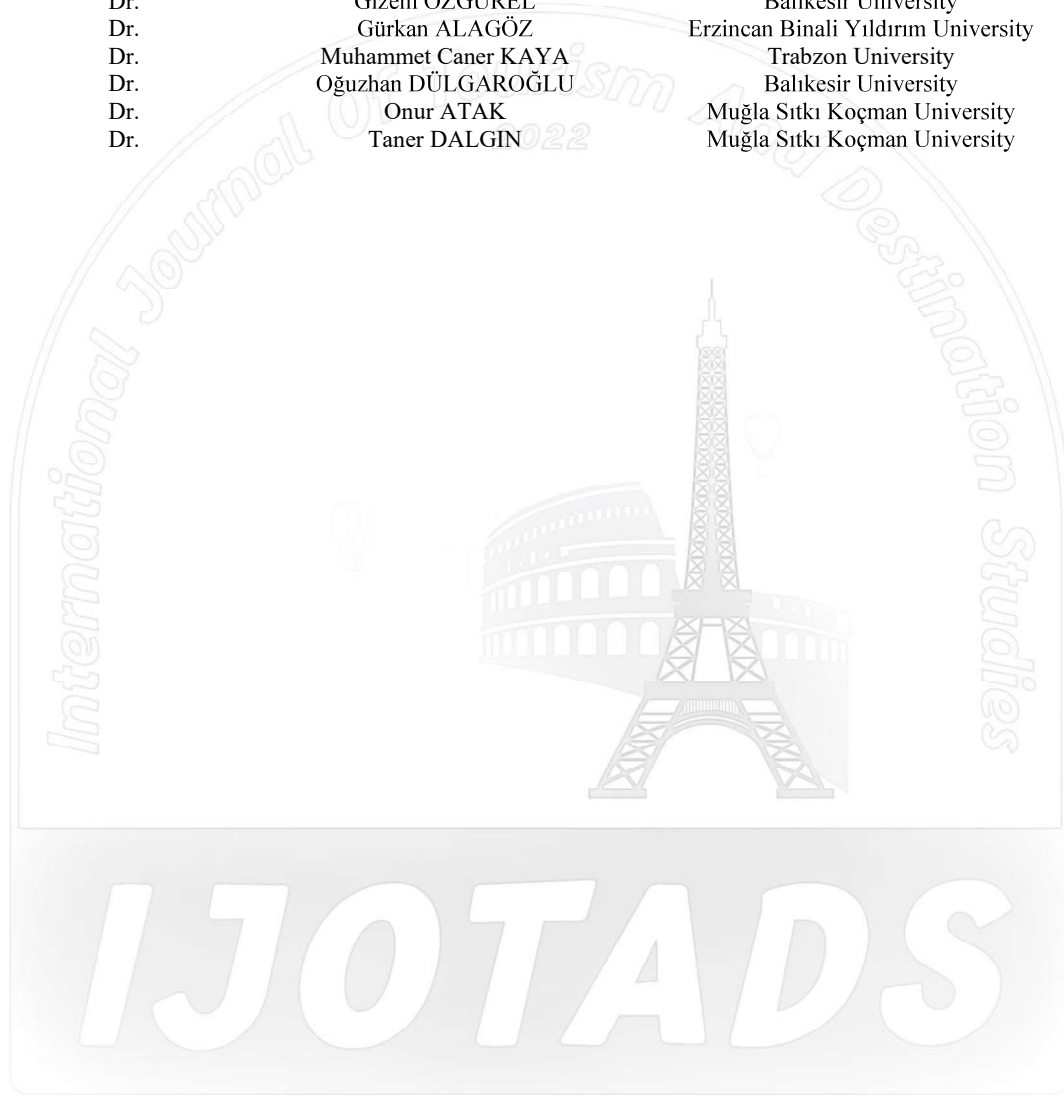 Dr. Gizem ÖZGÜREL Balıkesir University
Dr. Gürkan ALAGÖZ Erzincan Binali Yıldırım University
Dr. Muhammet Caner KAYA Trabzon University
Dr. Oğuzhan DÜLGAROĞLU Balıkesir University
Dr. Onur ATAK Muğla Sıtkı Koçman University
Dr. Taner DALGIN Muğla Sıtkı Koçman University
International Journal Of Tourism And Destination Studies
2022
IJOTADS